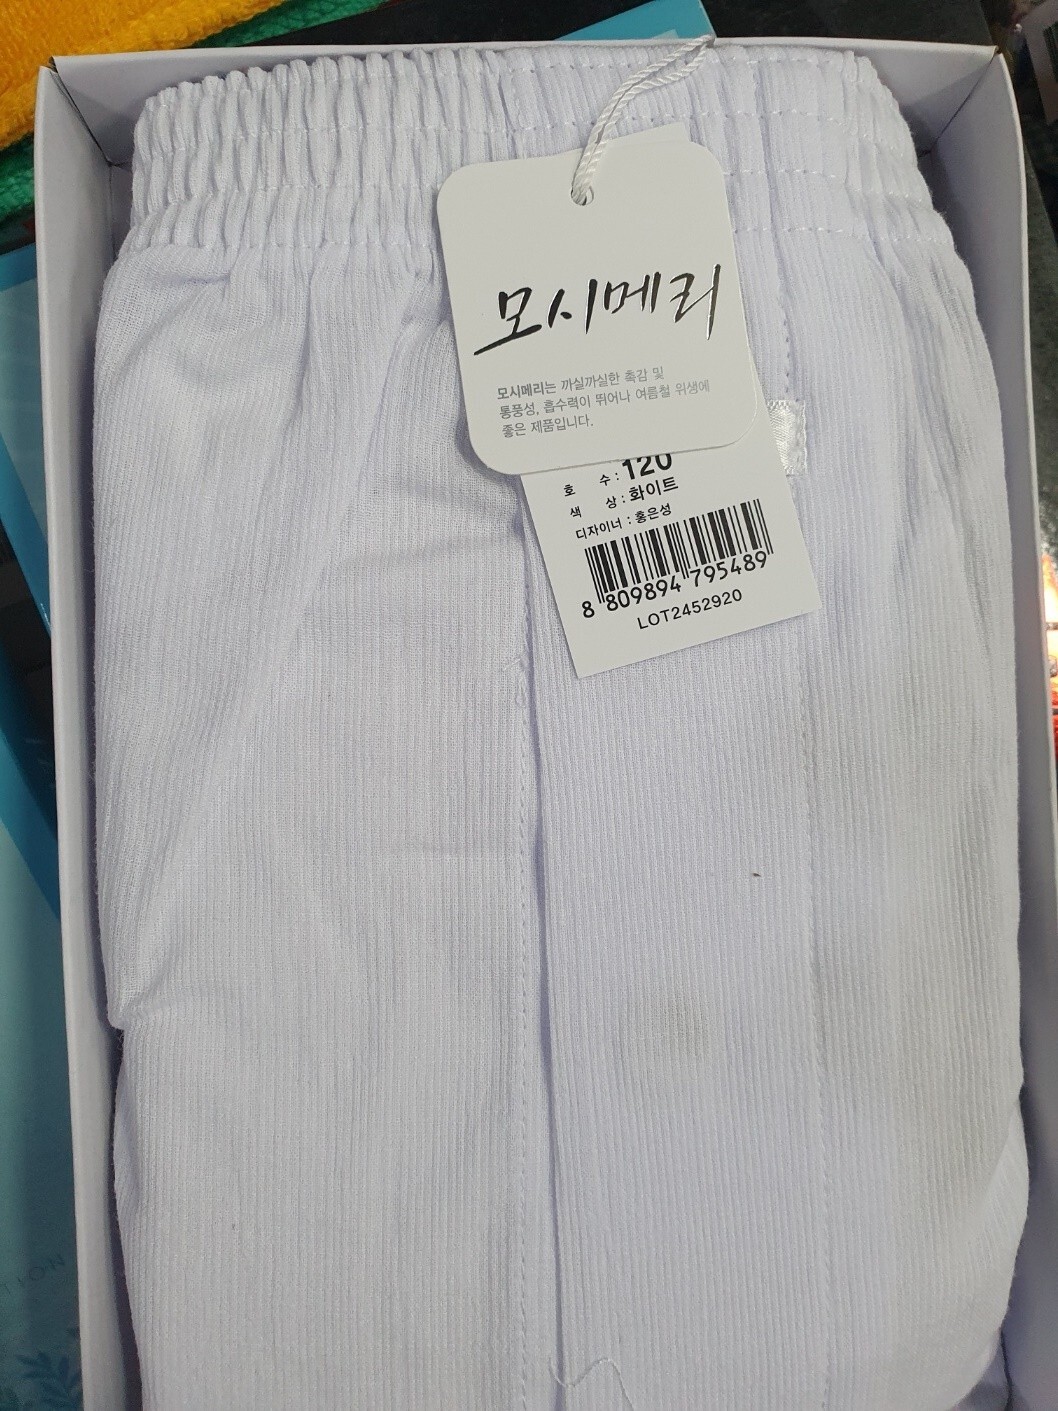 모시메리
모시메리는 까실까실한 촉감 및
통풍성, 흡수력이 뛰어나 여름철 위생에
좋은 제품입니다.
호 수 : 120
색 상 : 화이트
디자이너 : 홍은성
8 809894 795489
LOT2452920